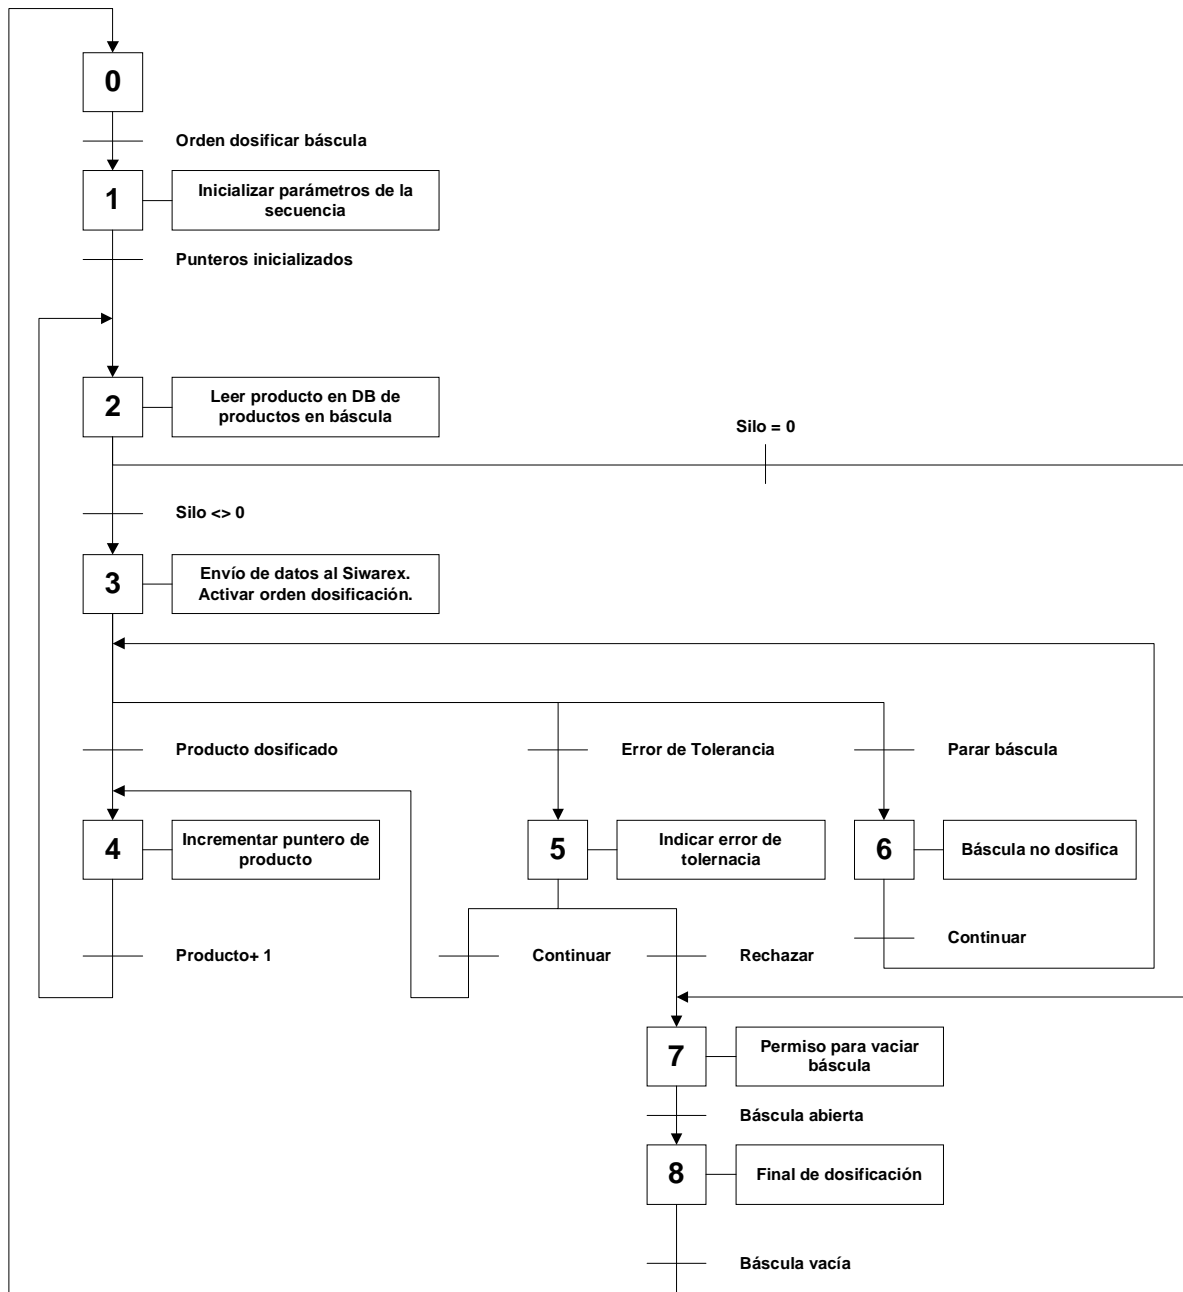 0
Orden dosificar báscula
1
Inicializar parámetros de la
secuencia
Punteros inicializados
2
Leer producto en DB de
productos en báscula
Silo = 0
Silo <> 0
3
Envío de datos al Siwarex.
Activar orden dosificación.
Producto dosificado
Error de Tolerancia
Parar báscula
4
Incrementar puntero de
producto
5
Indicar error de
tolernacia
6
Báscula no dosifica
Producto+ 1
Continuar
Rechazar
Continuar
7
Permiso para vaciar
báscula
Báscula abierta
8
Final de dosificación
Báscula vacía